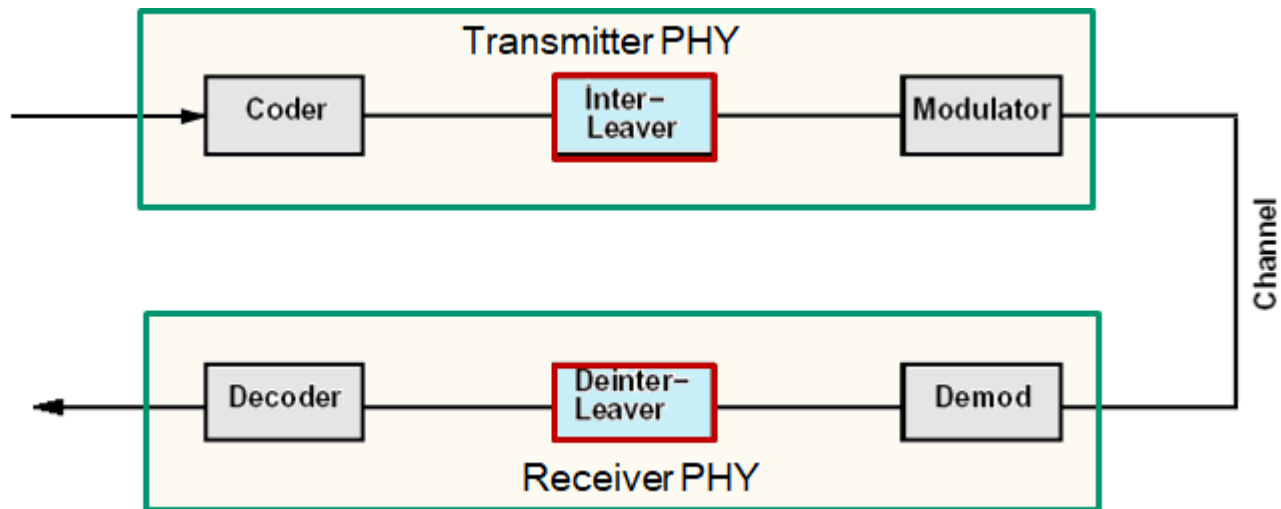 Transmitter PHY
Coder
Inter-
Leaver
Modulator
Channel
Decoder
Deinter-
Leaver
Demod
Receiver PHY